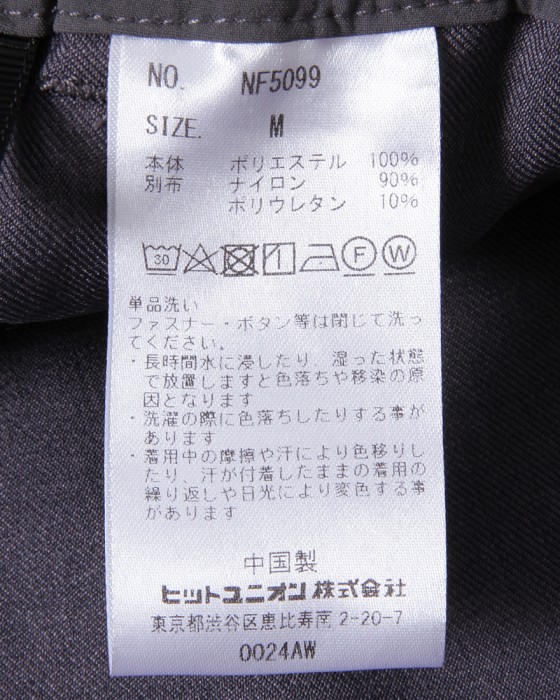 NO. NF5099
SIZE. M
本体 ポリエステル 100%
別布 ナイロン 90%
ポリウレタン 10%
30 F W
単品洗い
ファスナー・ボタン等は閉じて洗っ
てください。
・長時間水に浸したり、湿った状態
で放置しますと色落ちや移染の原
因となります
・洗濯の際に色落ちしたりする事が
あります
・着用中の摩擦や汗により色移りし
たり、汗が付着したままの着用の
繰り返しや日光により変色する事
があります
中国製
ヒットユニオン株式会社
東京都渋谷区恵比寿南2-20-7
0024AW